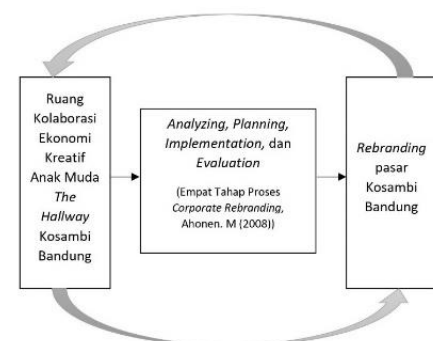 Ruang
Kolaborasi
Ekonomi
Kreatif
Anak Muda
The
Hallway
Kosambi
Bandung
Analyzing, Planning,
Implementation, dan
Evaluation
(Empat Tahap Proses
Corporate Rebranding,
Ahonen. M (2008))
Rebranding
pasar
Kosambi
Bandung